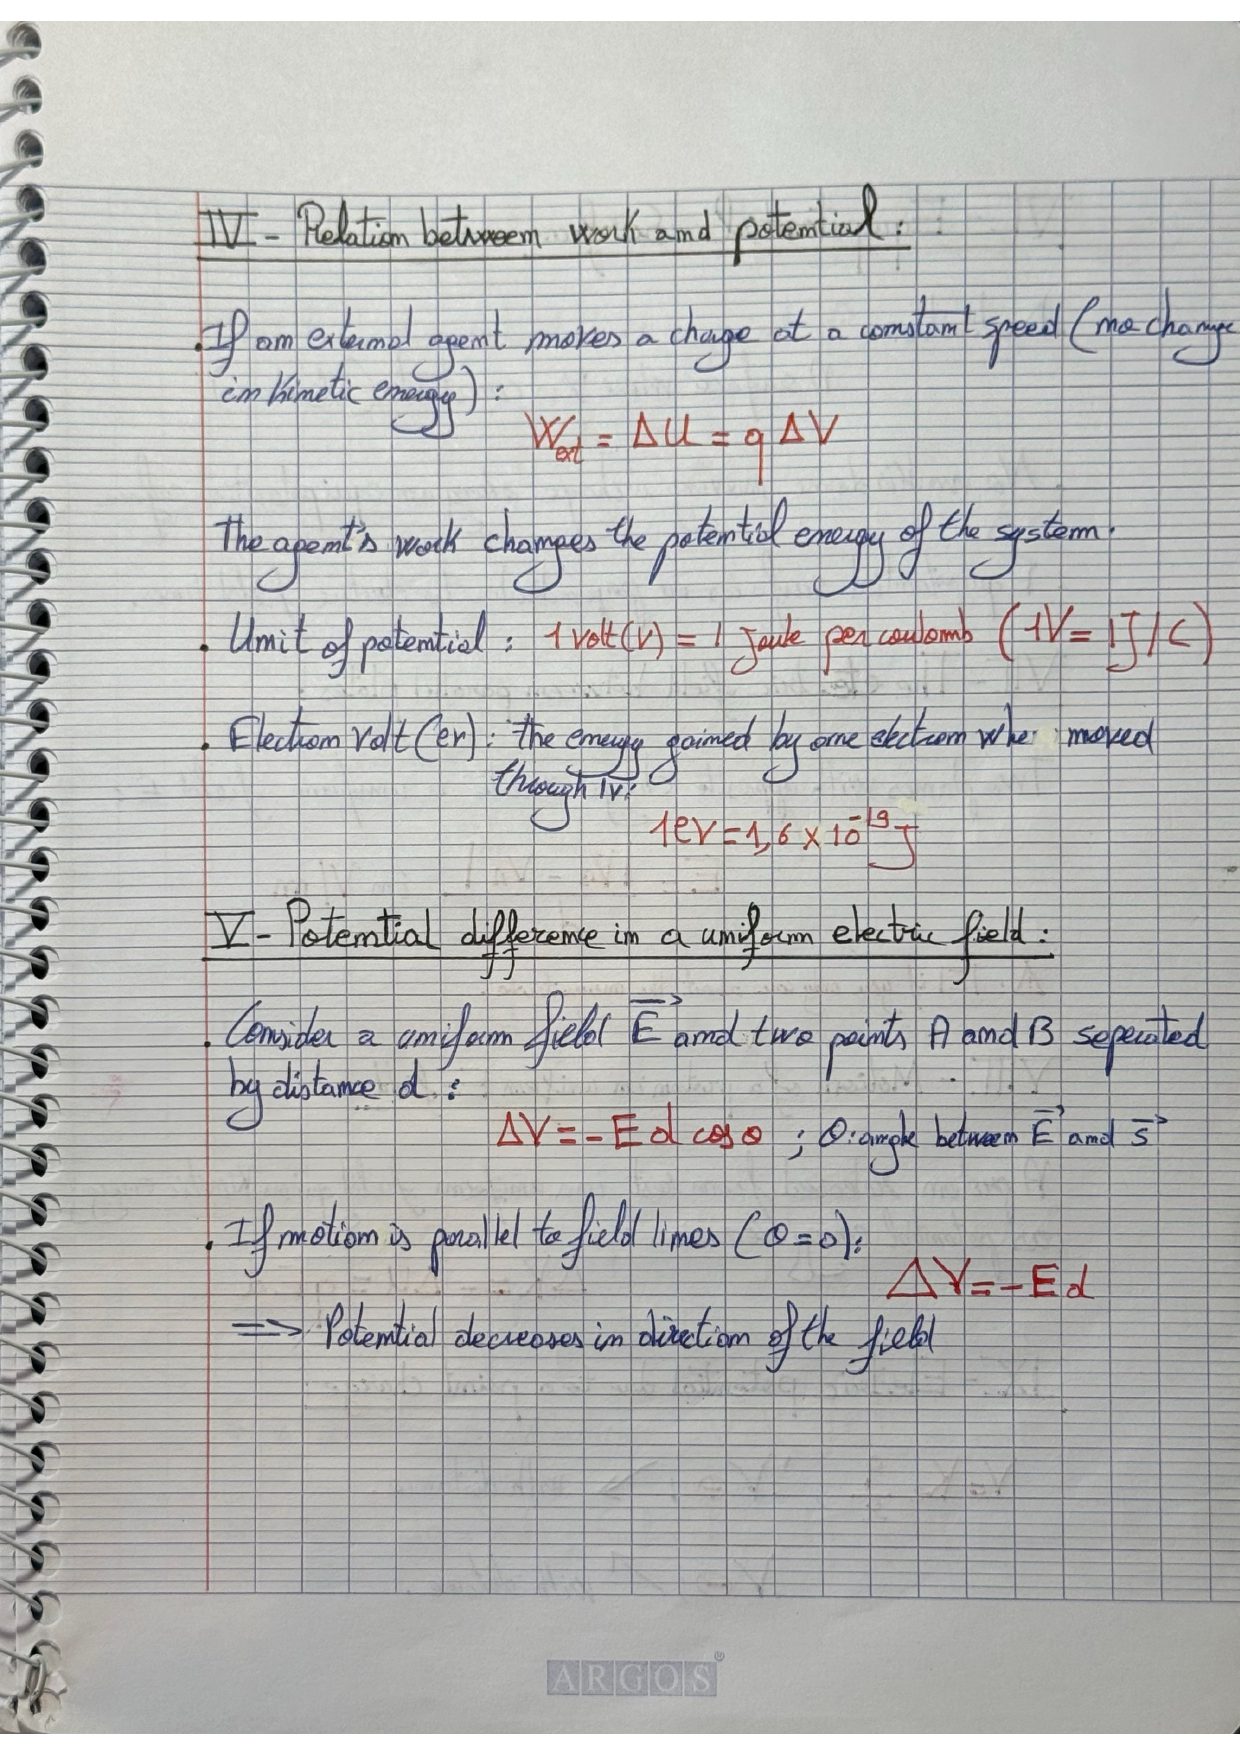 IV - Relation between work and potential :
. If an external agent moves a charge at a constant speed (no change
in kinetic energy) :
W_ext = ΔU = q ΔV
The agent's work changes the potential energy of the system.
. Unit of potential : 1 volt (V) = 1 Joule per coulomb ( 1V = 1J/C )
. Electron volt (eV) : the energy gained by one electron when moved
through 1V:
1eV = 1,6 × 10⁻¹⁹ J
V - Potential difference in a uniform electric field :
. Consider a uniform field E⃗ and two points A and B seperated
by distance d :
ΔV = - E d cos θ ; θ: angle between E⃗ and s⃗
. If motion is parallel to field lines (θ = 0) :
ΔV = - E d
=> Potential decreases in direction of the field
ARGOS®